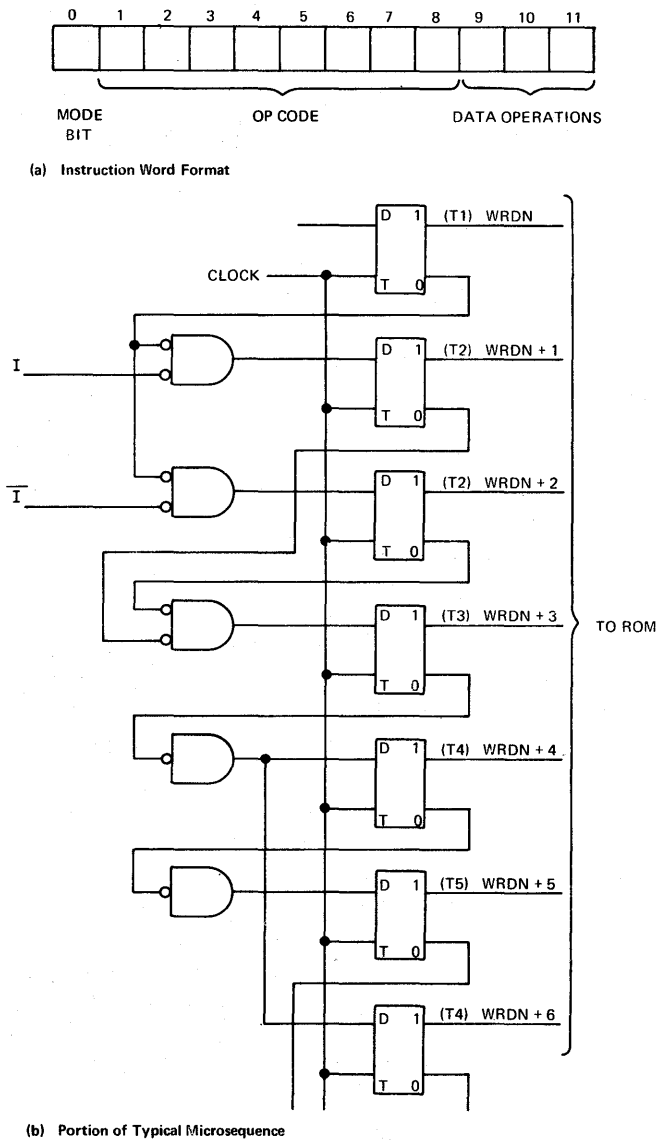 0 1 2 3 4 5 6 7 8 9 10 11
MODE BIT
OP CODE
DATA OPERATIONS
(a) Instruction Word Format
D 1 (T1) WRDN
CLOCK
T 0
I
D 1 (T2) WRDN + 1
T 0
I
D 1 (T2) WRDN + 2
T 0
D 1 (T3) WRDN + 3
TO ROM
T 0
D 1 (T4) WRDN + 4
T 0
D 1 (T5) WRDN + 5
T 0
D 1 (T4) WRDN + 6
T 0
(b) Portion of Typical Microsequence